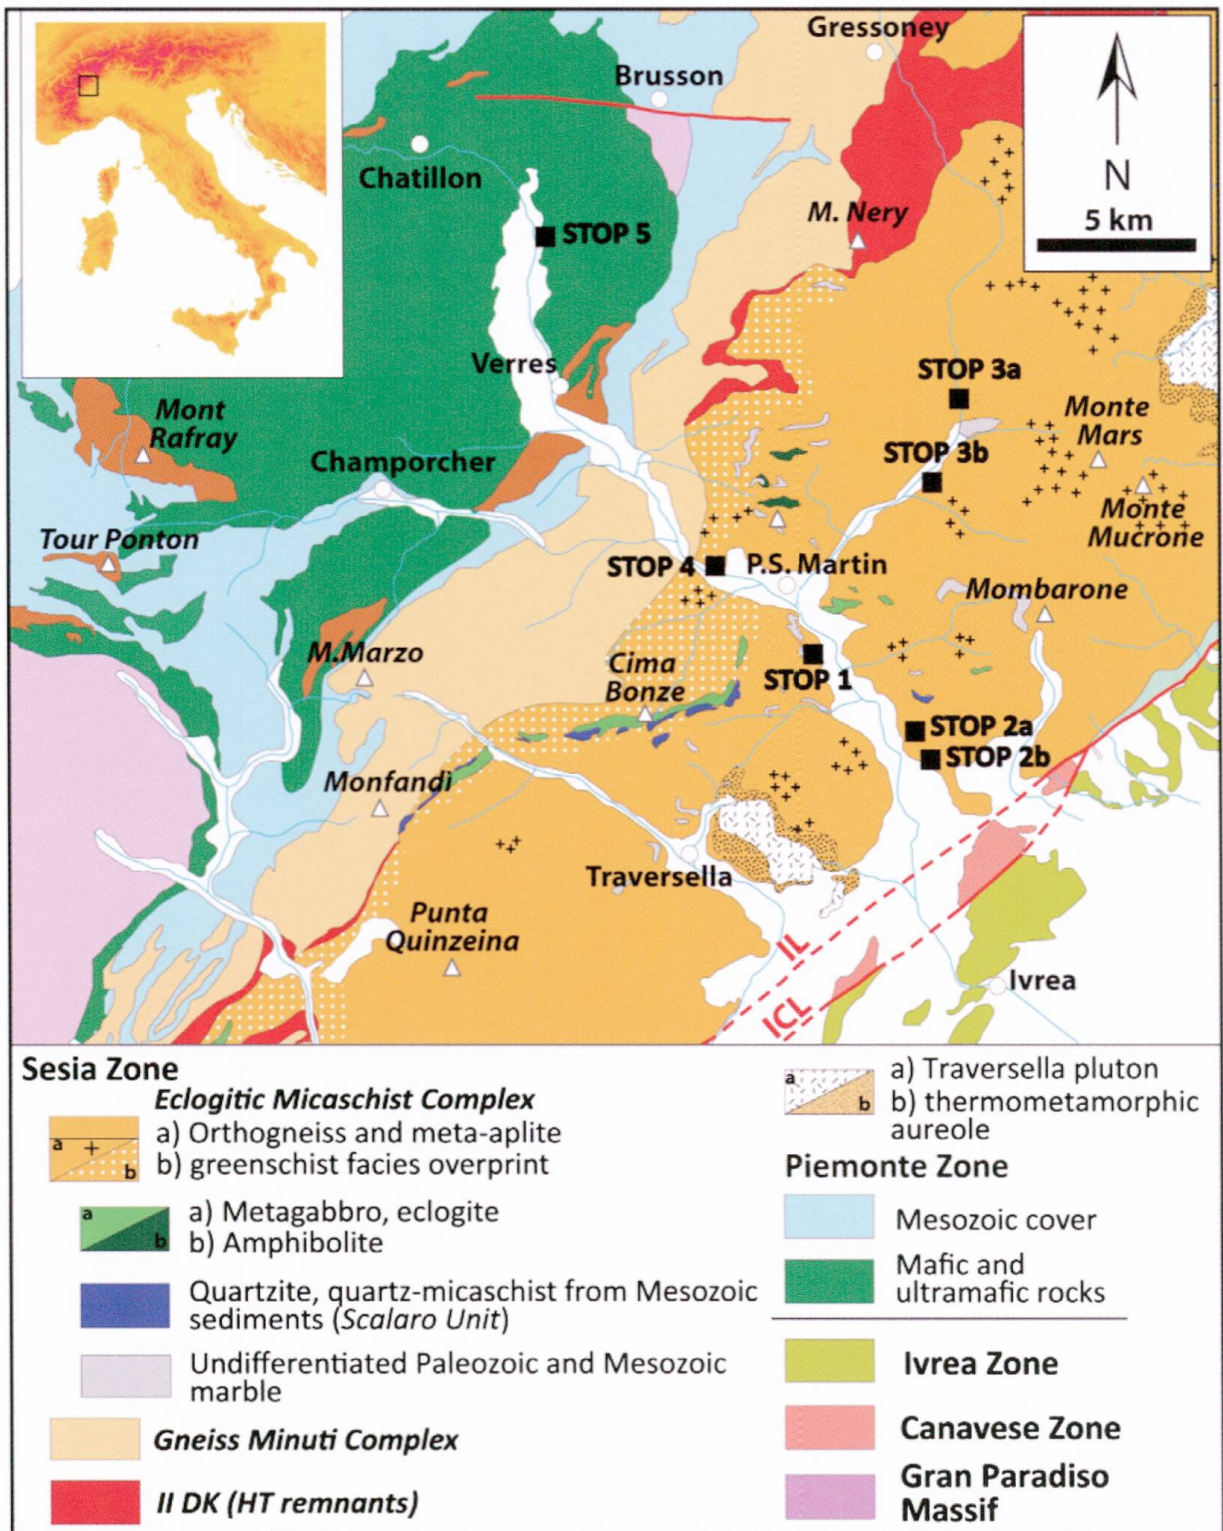 Gressoney
Brusson
Chatillon
N
5 km
M. Nery
STOP 5
Verres
STOP 3a
Mont
Rafray
Monte
Mars
Champorcher
STOP 3b
Monte
Mucrone
Tour Ponton
STOP 4
P.S. Martin
Mombarone
M.Marzo
Cima
Bonze
STOP 1
STOP 2a
STOP 2b
Monfandì
Traversella
Punta
Quinzeina
IL
ICL
Ivrea
Sesia Zone
Eclogitic Micaschist Complex
a
b
a) Orthogneiss and meta-aplite
b) greenschist facies overprint
a
b
a) Metagabbro, eclogite
b) Amphibolite
Quartzite, quartz-micaschist from Mesozoic
sediments (Scalaro Unit)
Undifferentiated Paleozoic and Mesozoic
marble
Gneiss Minuti Complex
II DK (HT remnants)
a
b
a) Traversella pluton
b) thermometamorphic
aureole
Piemonte Zone
Mesozoic cover
Mafic and
ultramafic rocks
Ivrea Zone
Canavese Zone
Gran Paradiso
Massif